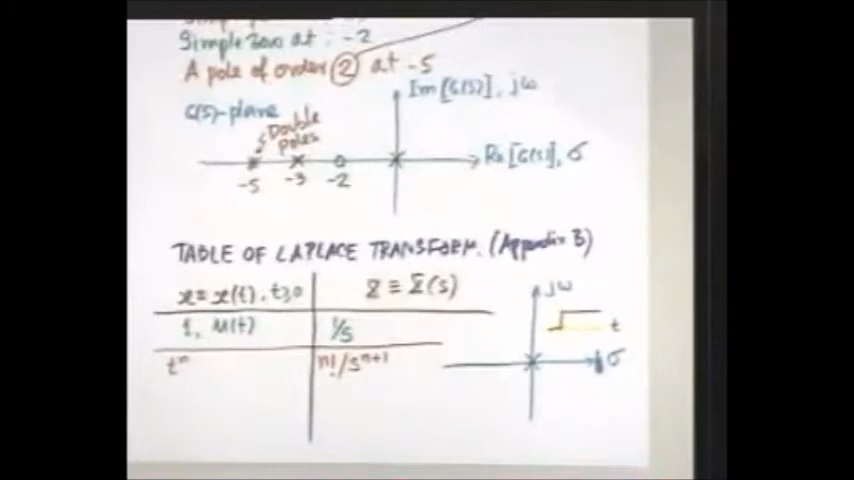 Simple Zero at : -2
A pole of order 2 at -5
Im [G(s)], jω
G(s)-plane
Double
poles
Re [G(s)], σ
-5 -3 -2
TABLE OF LAPLACE TRANSFORM. (Appendix B)
x = x(t), t≥0 X ≡ X(s)
jω
1, u(t) 1/s
t
t^n n!/s^{n+1}
σ